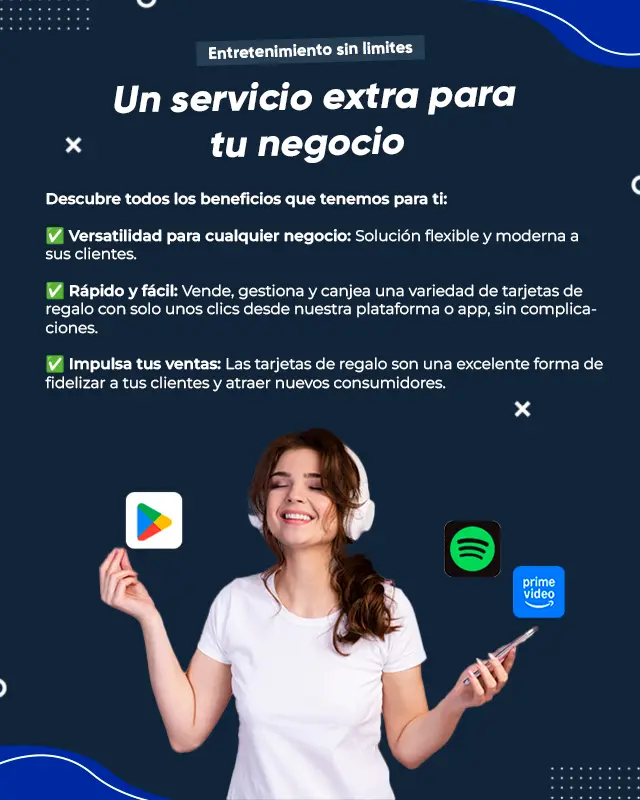 Entretenimiento sin limites
Un servicio extra para
tu negocio
Descubre todos los beneficios que tenemos para ti:
✅ Versatilidad para cualquier negocio: Solución flexible y moderna a
sus clientes.
✅ Rápido y fácil: Vende, gestiona y canjea una variedad de tarjetas de
regalo con solo unos clics desde nuestra plataforma o app, sin complica-
ciones.
✅ Impulsa tus ventas: Las tarjetas de regalo son una excelente forma de
fidelizar a tus clientes y atraer nuevos consumidores.
prime
video